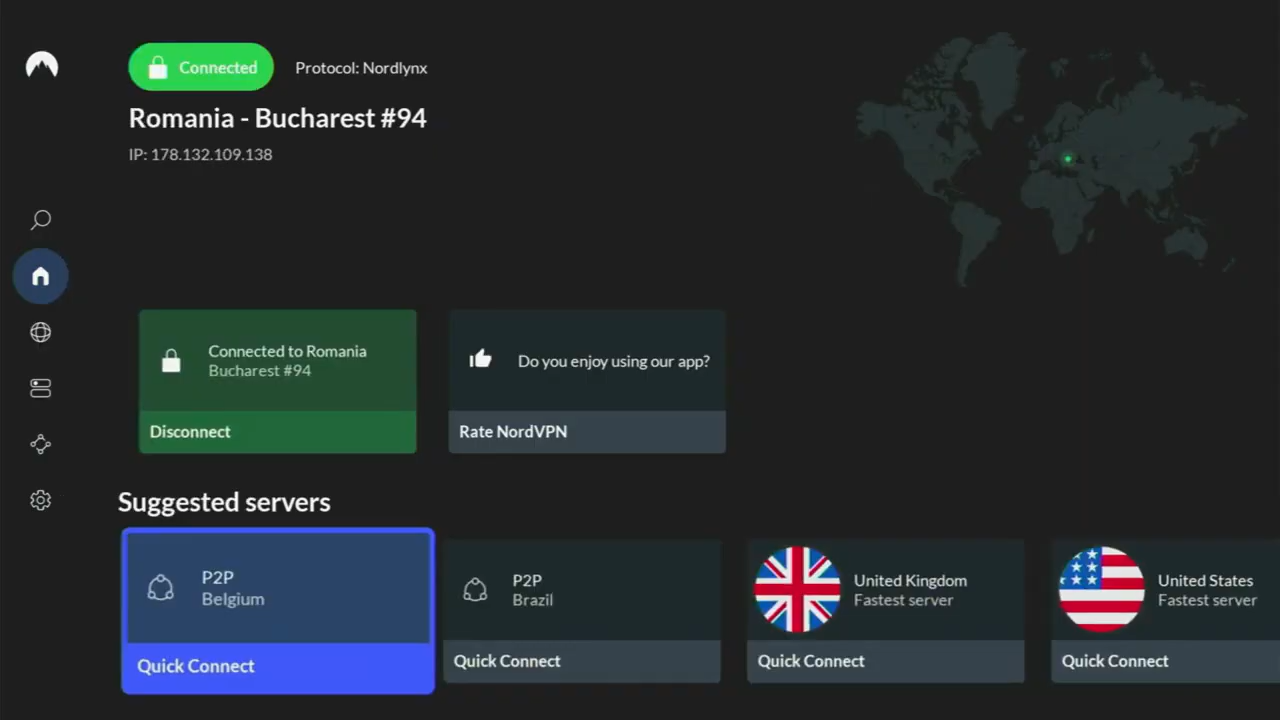 Connected
Protocol: Nordlynx
Romania - Bucharest #94
IP: 178.132.109.138
Connected to Romania
Bucharest #94
Disconnect
Do you enjoy using our app?
Rate NordVPN
Suggested servers
P2P
Belgium
Quick Connect
P2P
Brazil
Quick Connect
United Kingdom
Fastest server
Quick Connect
United States
Fastest server
Quick Connect